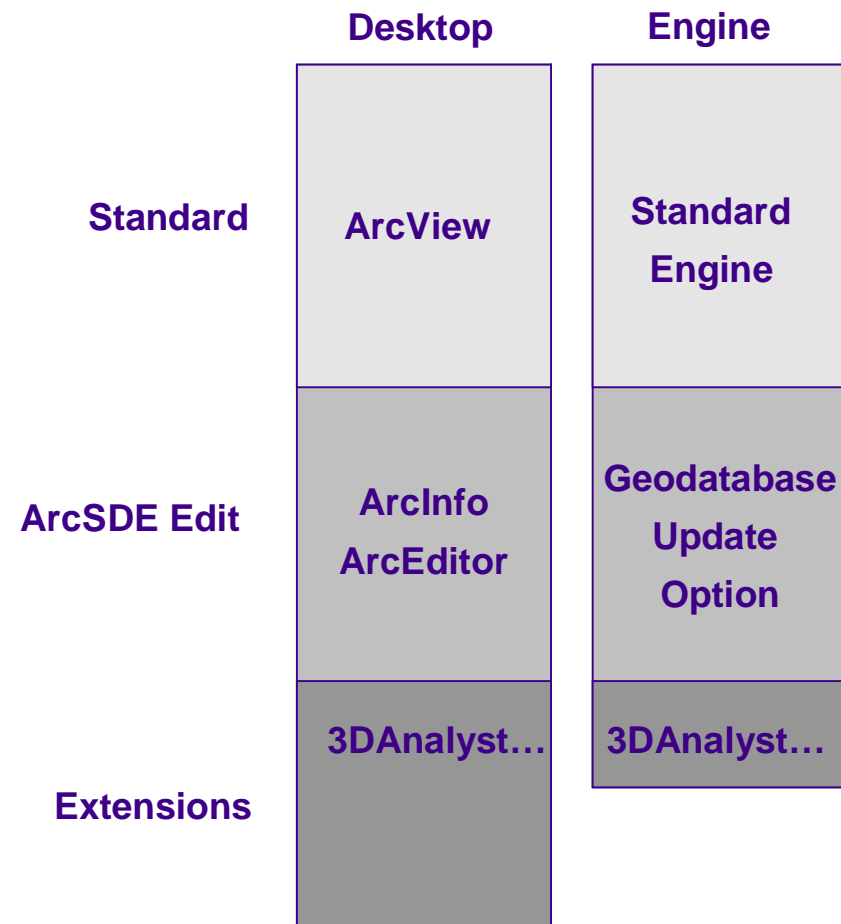 Desktop
Engine
Standard
ArcView
Standard
Engine
ArcSDE Edit
ArcInfo
ArcEditor
Geodatabase
Update
Option
3DAnalyst…
3DAnalyst…
Extensions